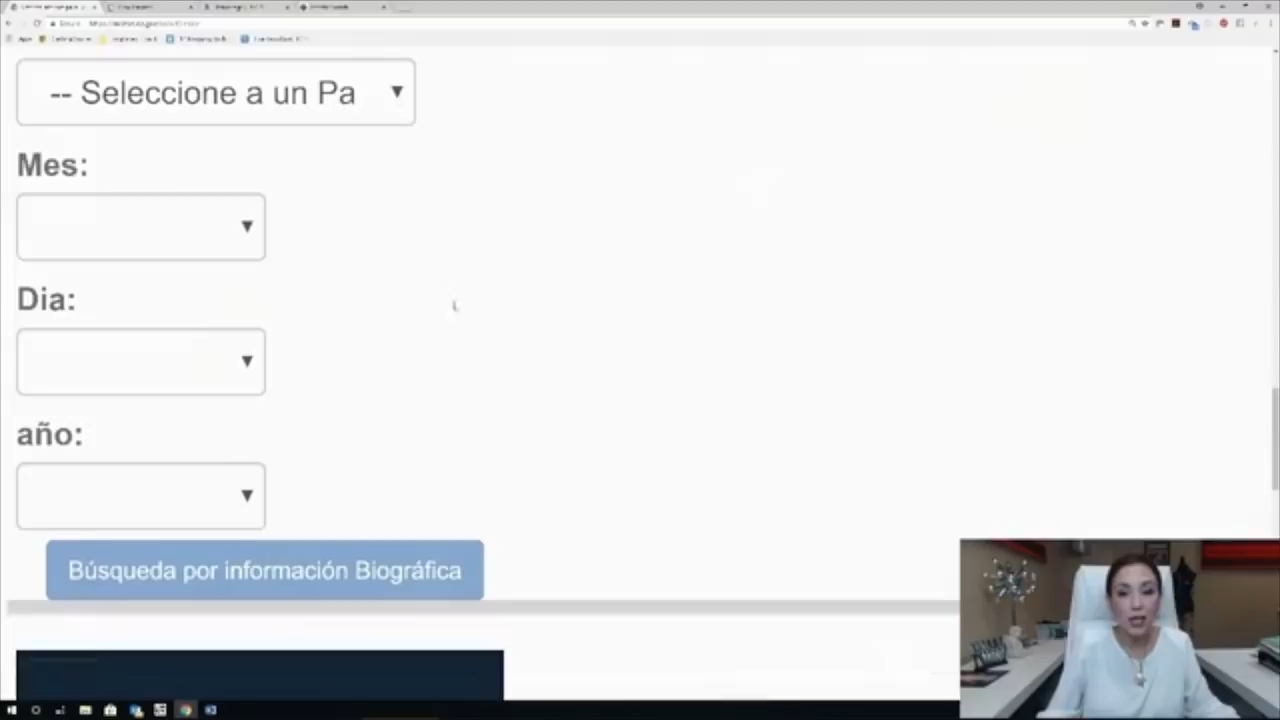 -- Seleccione a un Pa
Mes:
Dia:
año:
Búsqueda por información Biográfica